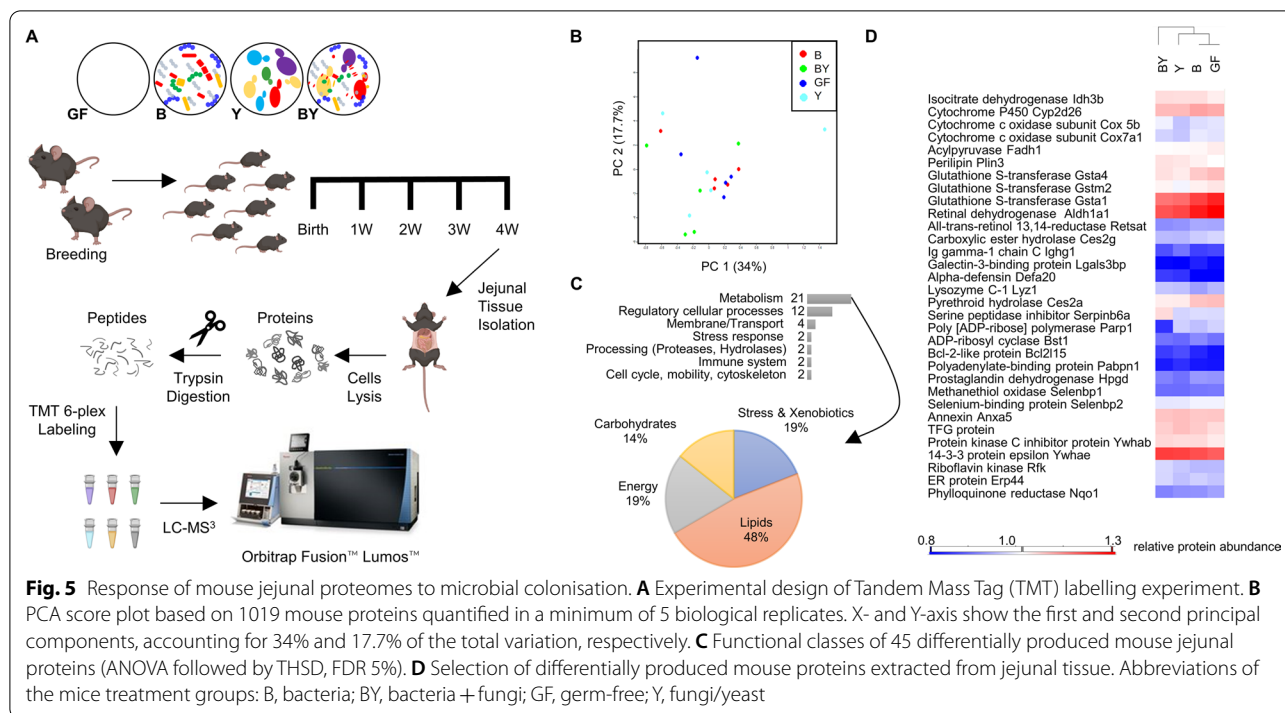 A
GF
B
Y
BY
Breeding
Birth
1W
2W
3W
4W
Jejunal
Tissue
Isolation
Peptides
Proteins
Trypsin
Digestion
Cells
Lysis
TMT 6-plex
Labeling
LC-MS³
Orbitrap Fusion™ Lumos™
B
B
BY
GF
Y
PC 2 (17.7%)
PC 1 (34%)
C
Metabolism 21
Regulatory cellular processes 12
Membrane/Transport 4
Stress response 2
Processing (Proteases, Hydrolases) 2
Immune system 2
Cell cycle, mobility, cytoskeleton 2
Carbohydrates
14%
Stress & Xenobiotics
19%
Energy
19%
Lipids
48%
D
BY Y B GF
Isocitrate dehydrogenase Idh3b
Cytochrome P450 Cyp2d26
Cytochrome c oxidase subunit Cox 5b
Cytochrome c oxidase subunit Cox7a1
Acylpyruvase Fadh1
Perilipin Plin3
Glutathione S-transferase Gsta4
Glutathione S-transferase Gstm2
Glutathione S-transferase Gsta1
Retinal dehydrogenase Aldh1a1
All-trans-retinol 13,14-reductase Retsat
Carboxylic ester hydrolase Ces2g
Ig gamma-1 chain C Ighg1
Galectin-3-binding protein Lgals3bp
Alpha-defensin Defa20
Lysozyme C-1 Lyz1
Pyrethroid hydrolase Ces2a
Serine peptidase inhibitor Serpinb6a
Poly [ADP-ribose] polymerase Parp1
ADP-ribosyl cyclase Bst1
Bcl-2-like protein Bcl2l15
Polyadenylate-binding protein Pabpn1
Prostaglandin dehydrogenase Hpgd
Methanethiol oxidase Selenbp1
Selenium-binding protein Selenbp2
Annexin Anxa5
TFG protein
Protein kinase C inhibitor protein Ywhab
14-3-3 protein epsilon Ywhae
Riboflavin kinase Rfk
ER protein Erp44
Phylloquinone reductase Nqo1
0.8 1.0 1.3 relative protein abundance
Fig. 5 Response of mouse jejunal proteomes to microbial colonisation. A Experimental design of Tandem Mass Tag (TMT) labelling experiment. B
PCA score plot based on 1019 mouse proteins quantified in a minimum of 5 biological replicates. X- and Y-axis show the first and second principal
components, accounting for 34% and 17.7% of the total variation, respectively. C Functional classes of 45 differentially produced mouse jejunal
proteins (ANOVA followed by THSD, FDR 5%). D Selection of differentially produced mouse proteins extracted from jejunal tissue. Abbreviations of
the mice treatment groups: B, bacteria; BY, bacteria + fungi; GF, germ-free; Y, fungi/yeast